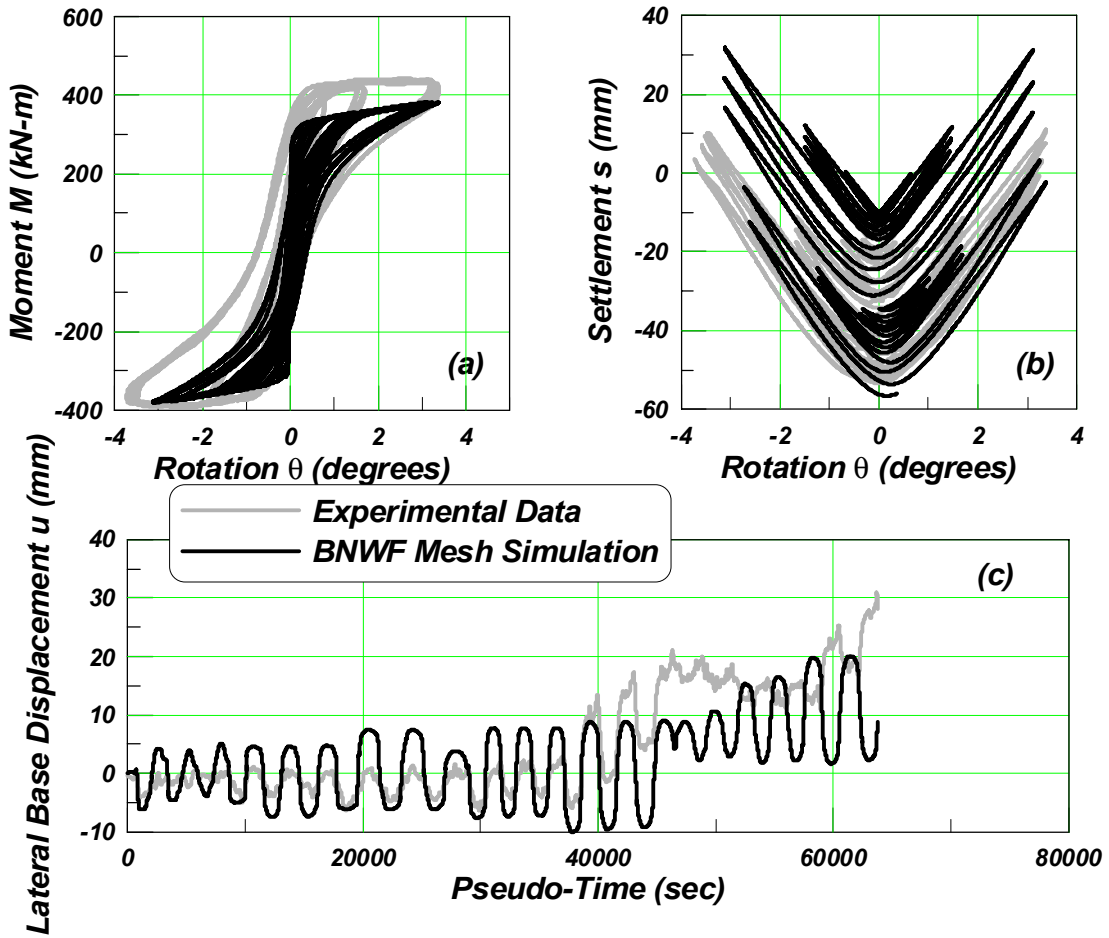 600
400
200
0
-200
-400
Moment M (kN-m)
(a)
-4 -2 0 2 4
Rotation θ (degrees)
40
20
0
-20
-40
-60
Settlement s (mm)
(b)
-4 -2 0 2 4
Rotation θ (degrees)
Experimental Data
BNWF Mesh Simulation
40
30
20
10
0
-10
Lateral Base Displacement u (mm)
(c)
0 20000 40000 60000 80000
Pseudo-Time (sec)